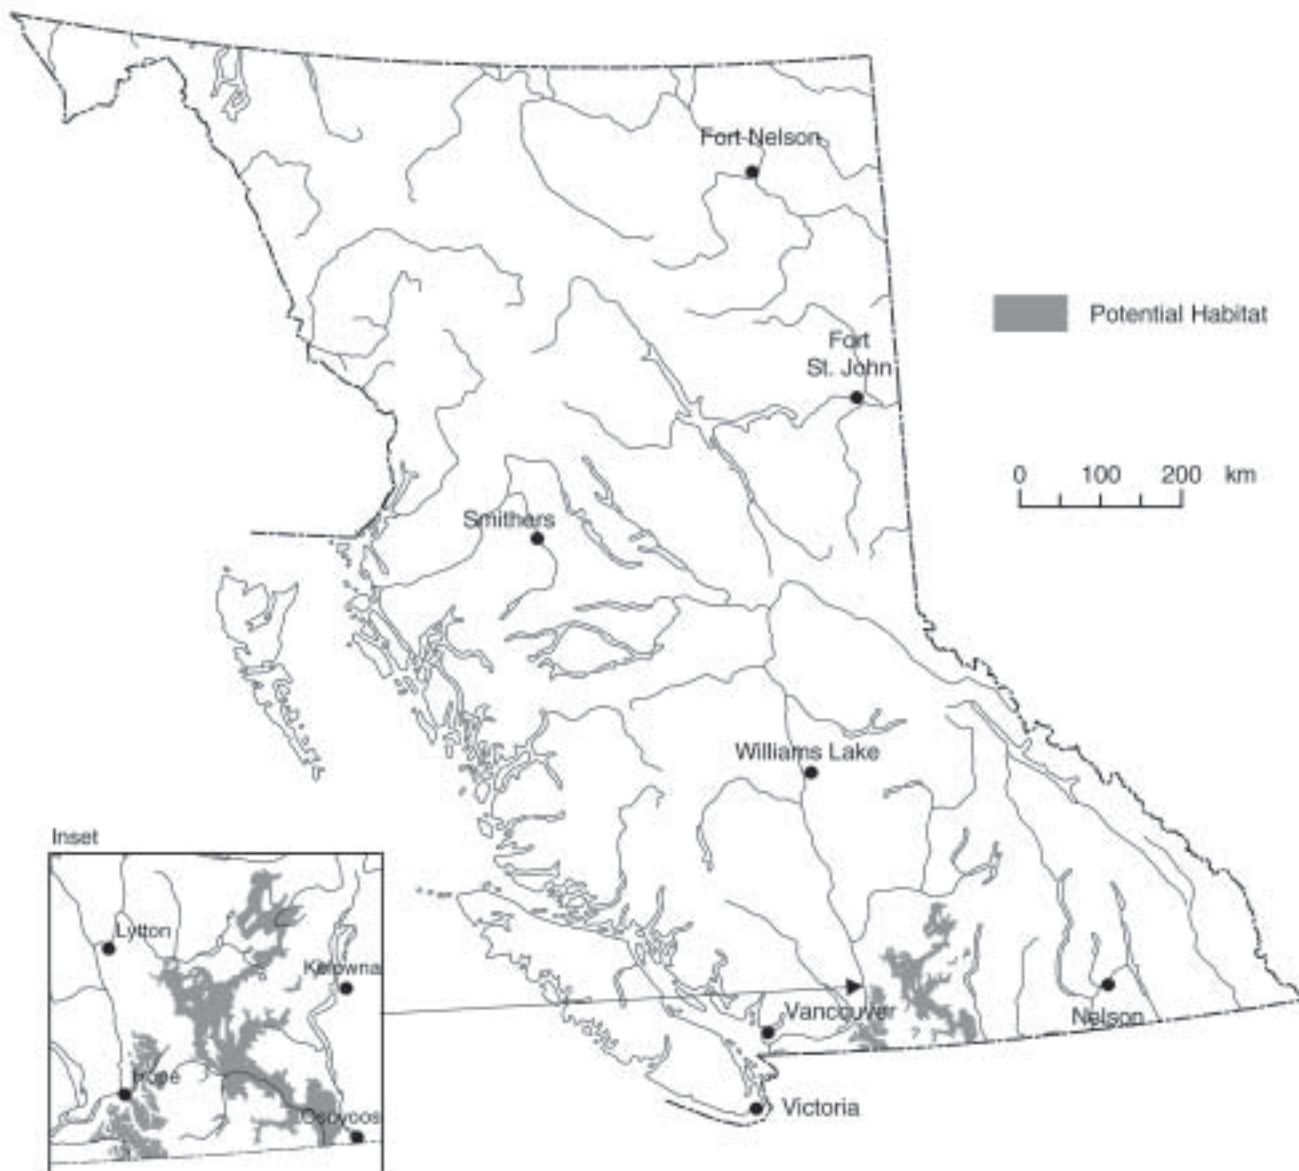 Fort Nelson
Potential Habitat
Fort
St. John
0 100 200 km
Smithers
Williams Lake
Inset
Lytton
Kelowna
Hope
Osoyoos
Vancouver
?
Nelson
Victoria